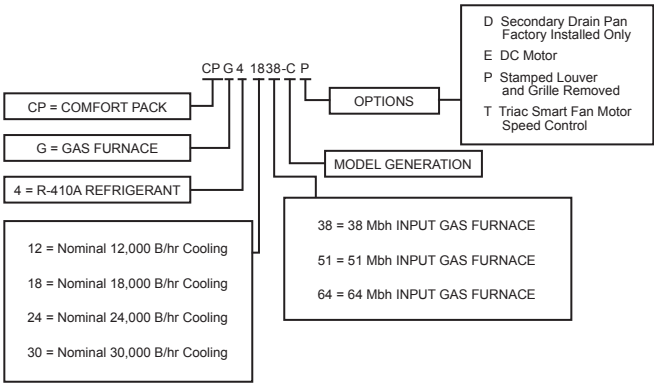 CP G 4 1838-C P
CP = COMFORT PACK
G = GAS FURNACE
4 = R-410A REFRIGERANT
12 = Nominal 12,000 B/hr Cooling
18 = Nominal 18,000 B/hr Cooling
24 = Nominal 24,000 B/hr Cooling
30 = Nominal 30,000 B/hr Cooling
38 = 38 Mbh INPUT GAS FURNACE
51 = 51 Mbh INPUT GAS FURNACE
64 = 64 Mbh INPUT GAS FURNACE
MODEL GENERATION
OPTIONS
D Secondary Drain Pan
Factory Installed Only
E DC Motor
P Stamped Louver
and Grille Removed
T Triac Smart Fan Motor
Speed Control